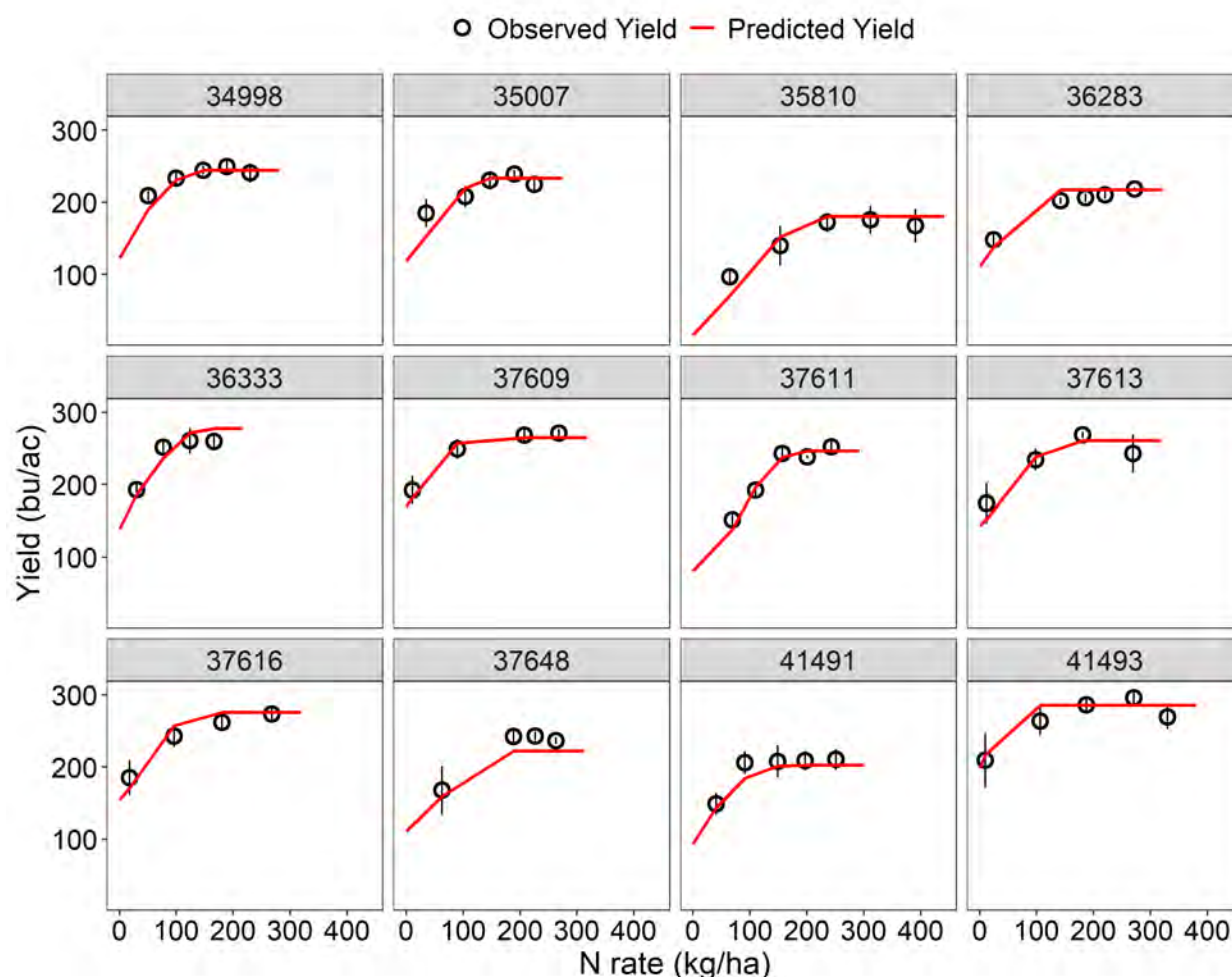 Observed Yield Predicted Yield
34998 35007 35810 36283
300
200
100
36333 37609 37611 37613
300
200
100
37616 37648 41491 41493
300
200
100
Yield (bu/ac)
0 100 200 300 400 0 100 200 300 400 0 100 200 300 400 0 100 200 300 400
N rate (kg/ha)